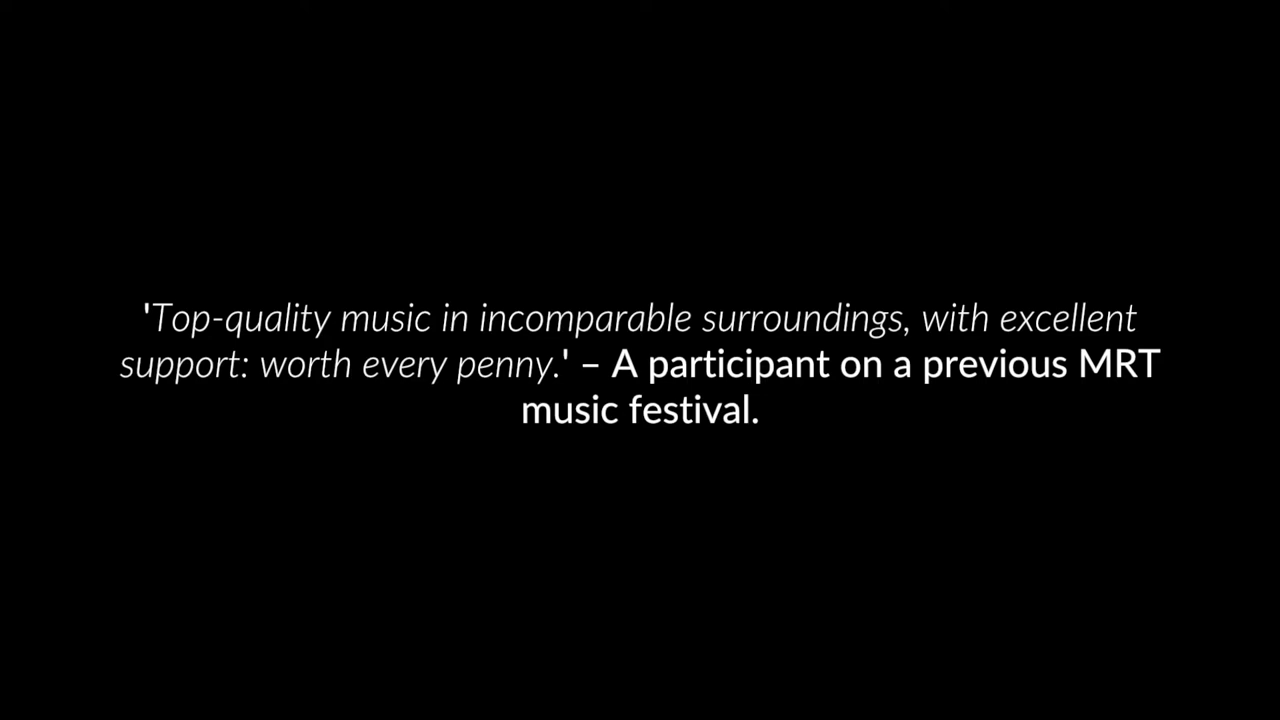 'Top-quality music in incomparable surroundings, with excellent
support: worth every penny.' – A participant on a previous MRT
music festival.